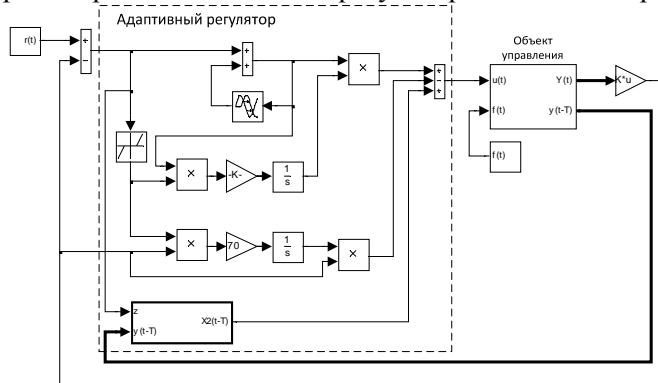 Адаптивный регулятор
r(t)
+
-
+
+
×
+
-
+
Объект
управления
u(t)
Y(t)
f(t)
y(t-T)
K*u
f(t)
×
-K-
1
s
×
70
1
s
×
z
y(t-T)
X2(t-T)